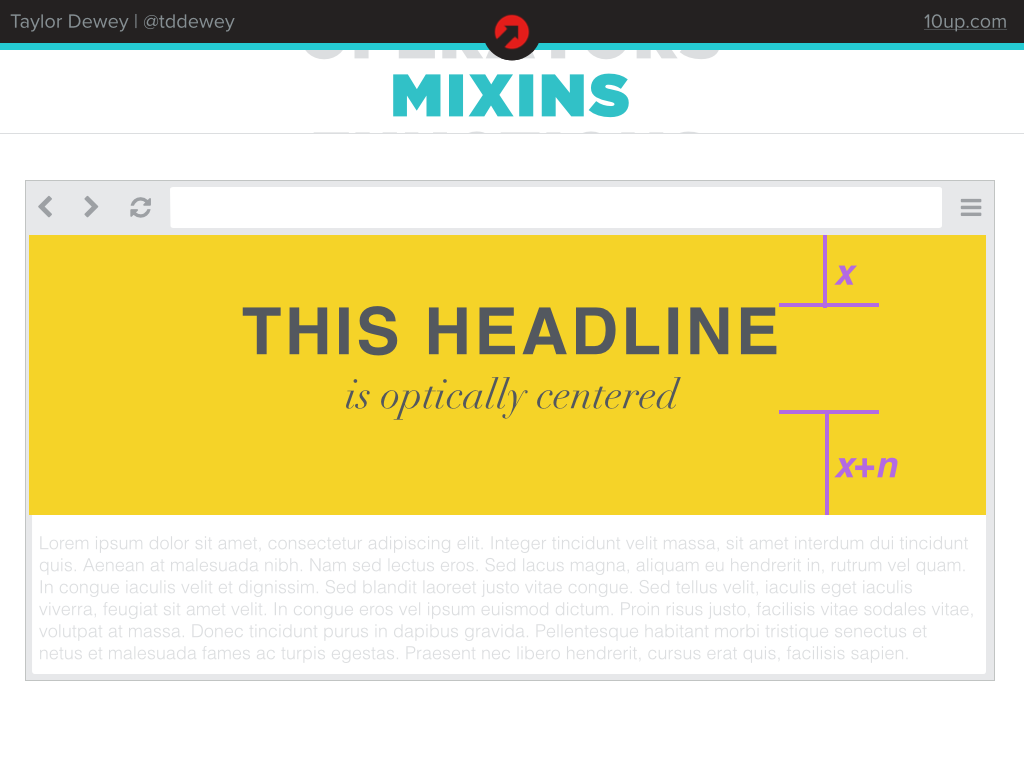 Taylor Dewey | @tddewey
10up.com
OPERATORS
MIXINS
x
THIS HEADLINE
is optically centered
x+n
Lorem ipsum dolor sit amet, consectetur adipiscing elit. Integer tincidunt velit massa, sit amet interdum dui tincidunt
quis. Aenean at malesuada nibh. Nam sed lectus eros. Sed lacus magna, aliquam eu hendrerit in, rutrum vel quam.
In congue iaculis velit et dignissim. Sed blandit laoreet justo vitae congue. Sed tellus velit, iaculis eget iaculis
viverra, feugiat sit amet velit. In congue eros vel ipsum euismod dictum. Proin risus justo, facilisis vitae sodales vitae,
volutpat at massa. Donec tincidunt purus in dapibus gravida. Pellentesque habitant morbi tristique senectus et
netus et malesuada fames ac turpis egestas. Praesent nec libero hendrerit, cursus erat quis, facilisis sapien.